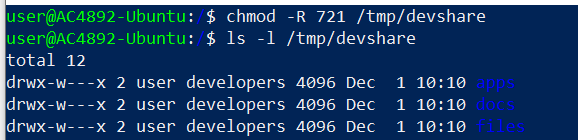 user@AC4892-Ubuntu:/$ chmod -R 721 /tmp/devshare
user@AC4892-Ubuntu:/$ ls -l /tmp/devshare
total 12
drwx-w---x 2 user developers 4096 Dec  1 10:10 apps
drwx-w---x 2 user developers 4096 Dec  1 10:10 docs
drwx-w---x 2 user developers 4096 Dec  1 10:10 files